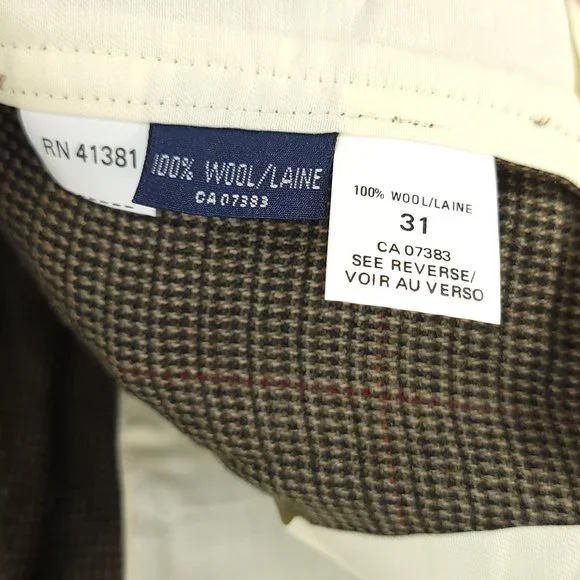 RN 41381
100% WOOL/LAINE
CA 07383
100% WOOL/LAINE
31
CA 07383
SEE REVERSE/
VOIR AU VERSO